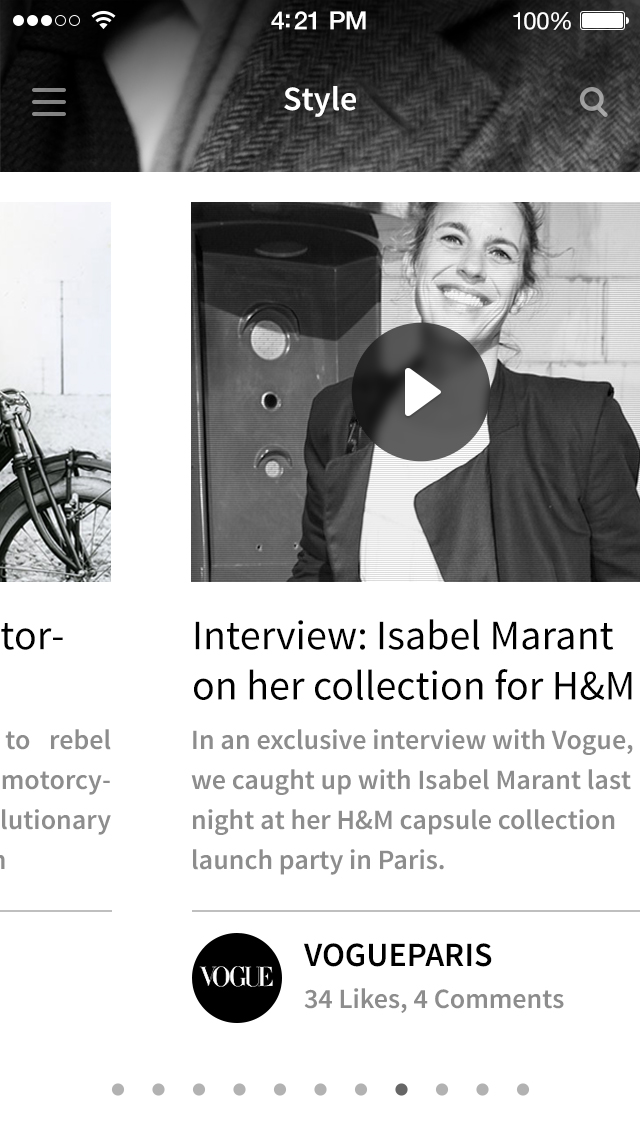 4:21 PM
100%
Style
tor-
to rebel
motorcy-
lutionary
Interview: Isabel Marant
on her collection for H&M
In an exclusive interview with Vogue,
we caught up with Isabel Marant last
night at her H&M capsule collection
launch party in Paris.
VOGUE
VOGUEPARIS
34 Likes, 4 Comments